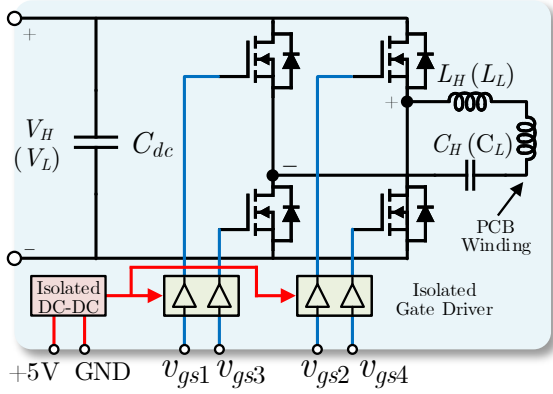 +
L_H(L_L)
+
V_H
(V_L)
C_dc
C_H(C_L)
−
PCB
Winding
−
Isolated
DC-DC
Isolated
Gate Driver
+5V GND v_gs1 v_gs3 v_gs2 v_gs4